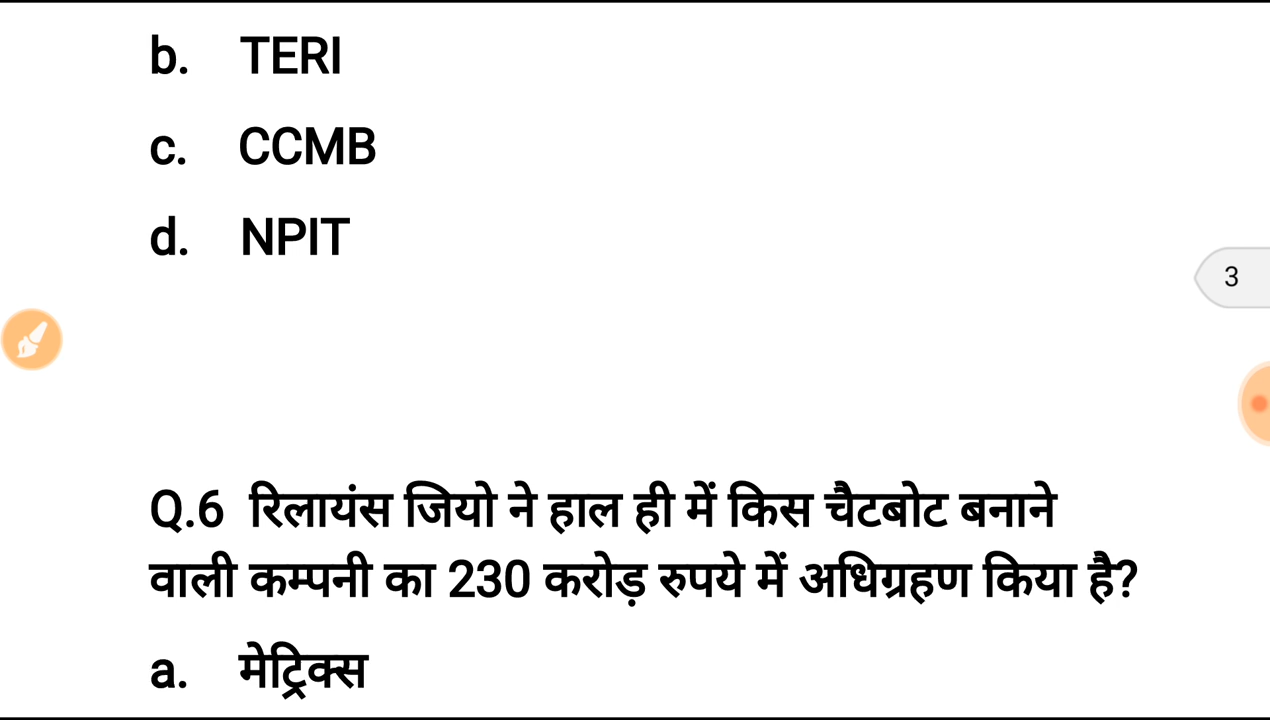 b. TERI
c. CCMB
d. NPIT
3
Q.6 रिलायंस जियो ने हाल ही में किस चैटबोट बनाने
वाली कम्पनी का 230 करोड़ रुपये में अधिग्रहण किया है?
a. मेट्रिक्स